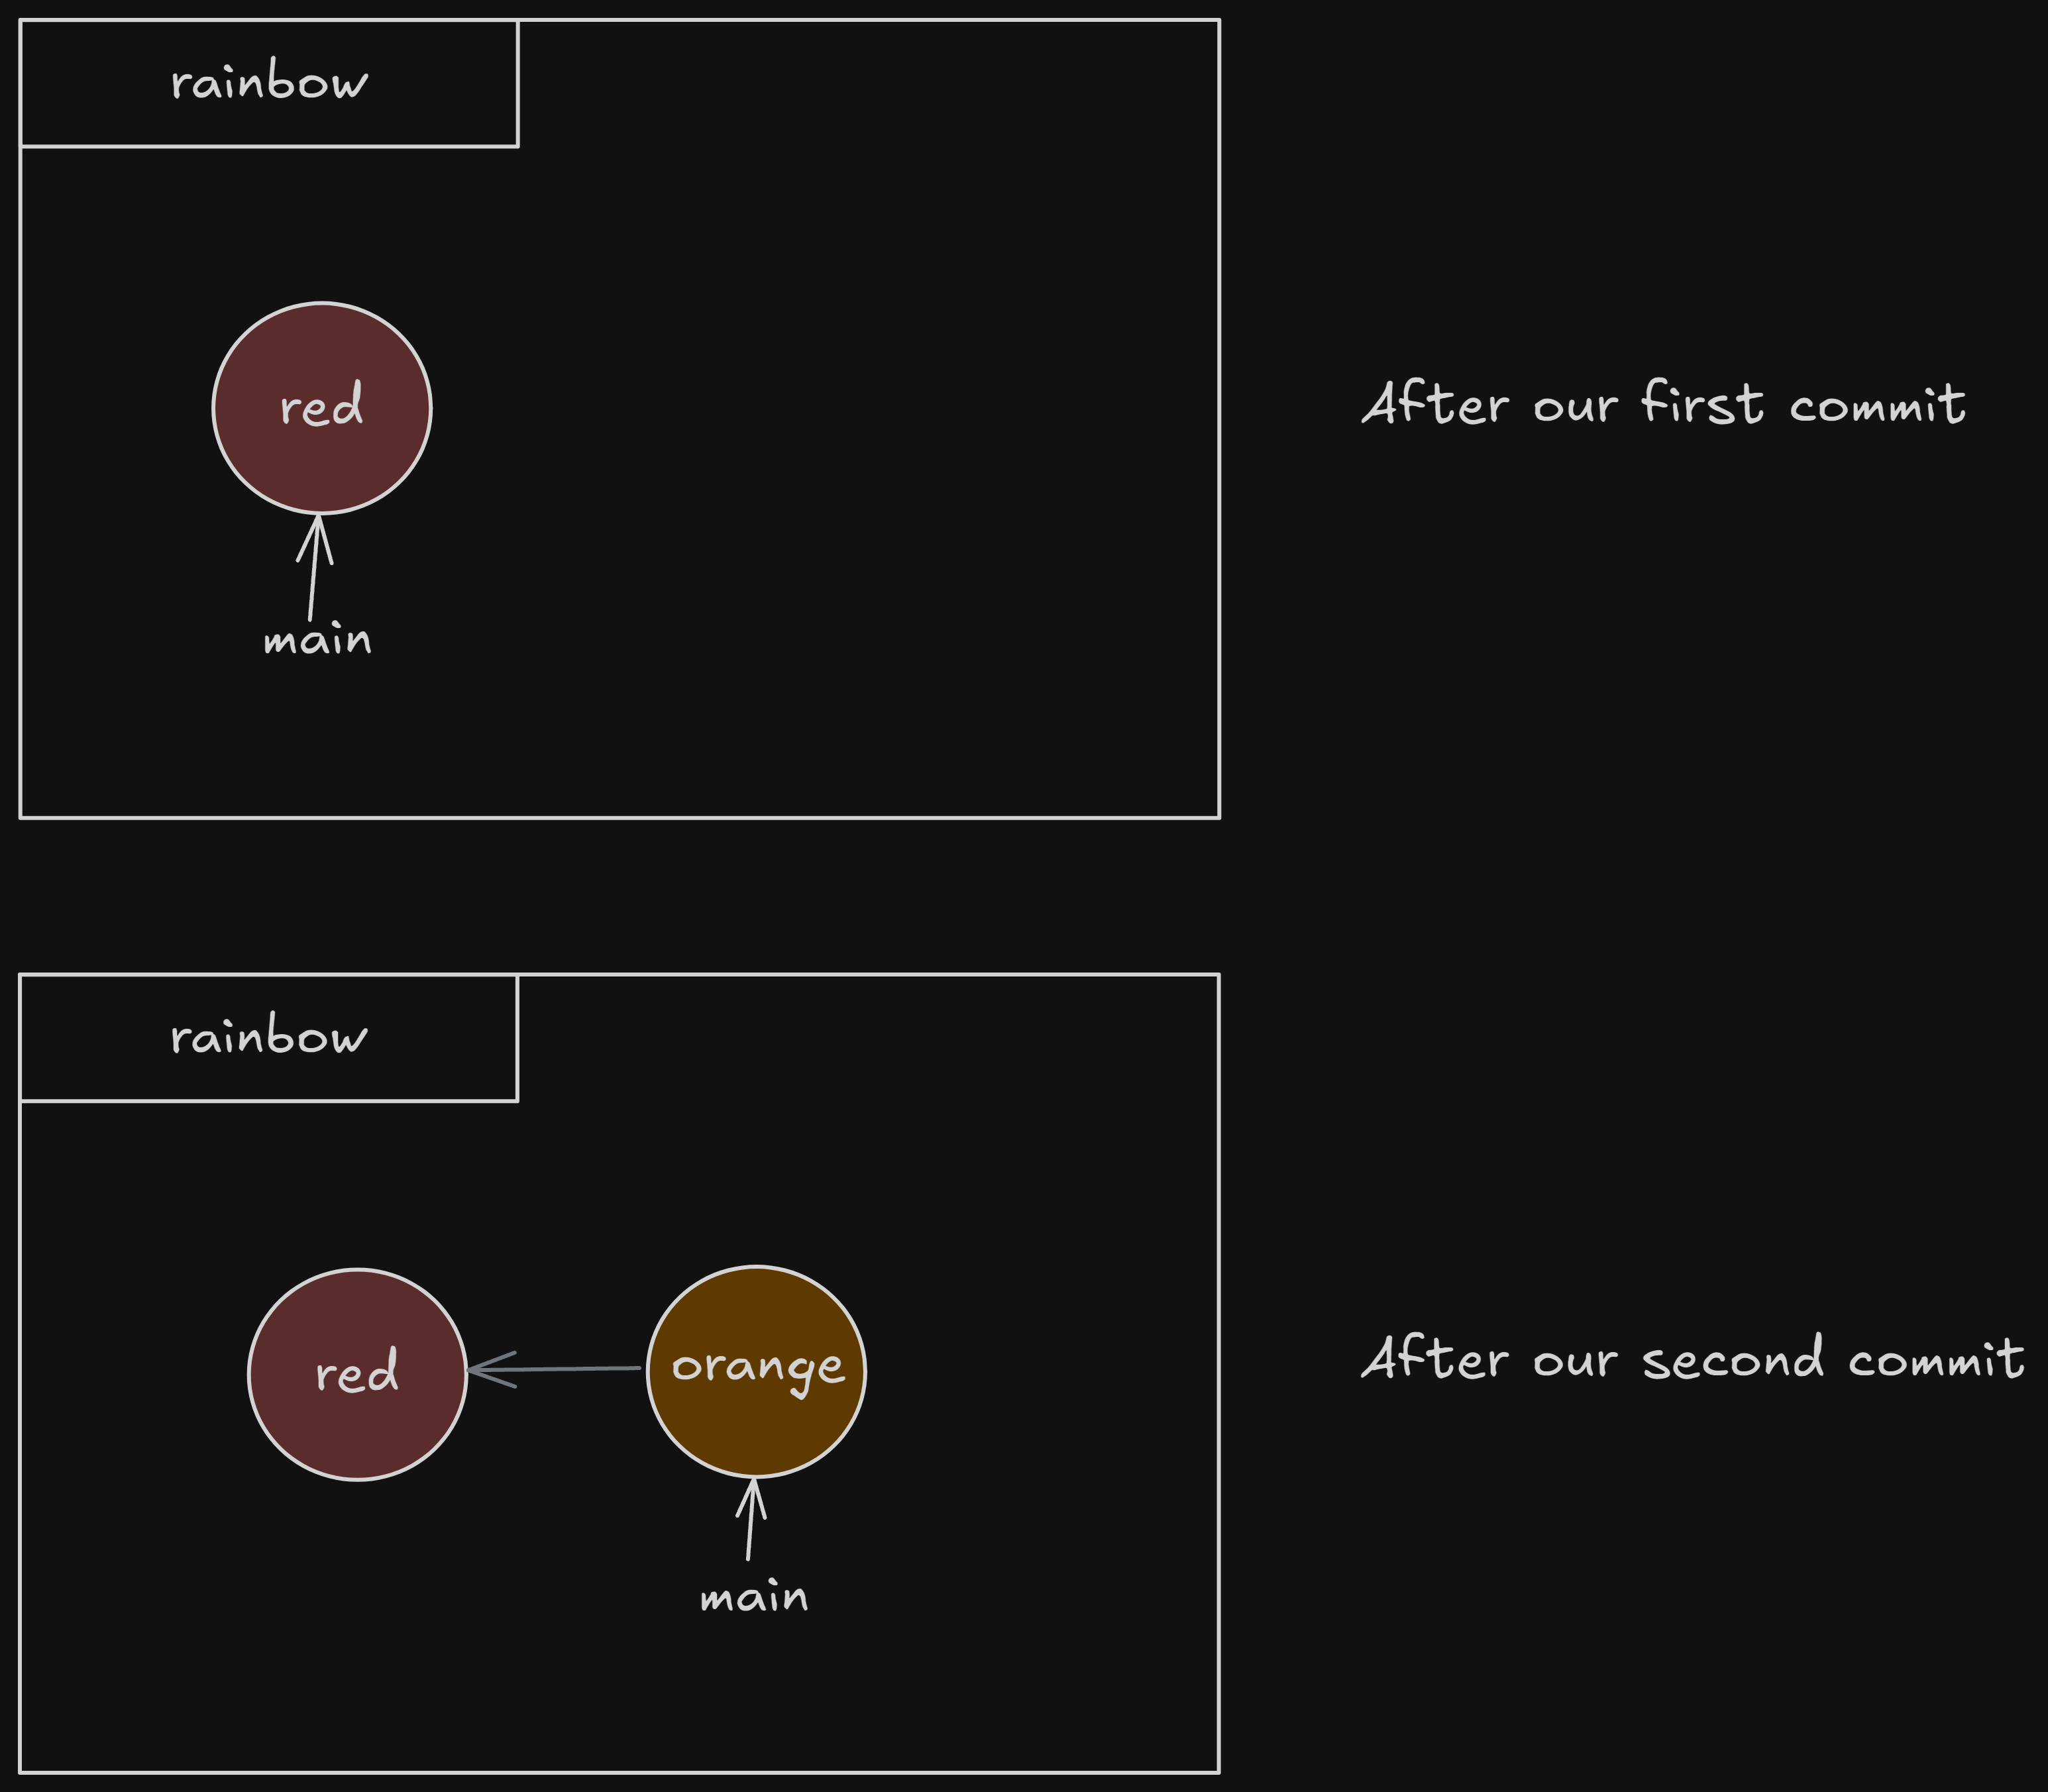 rainbow
red
After our first commit
main
rainbow
red
orange
After our second commit
main